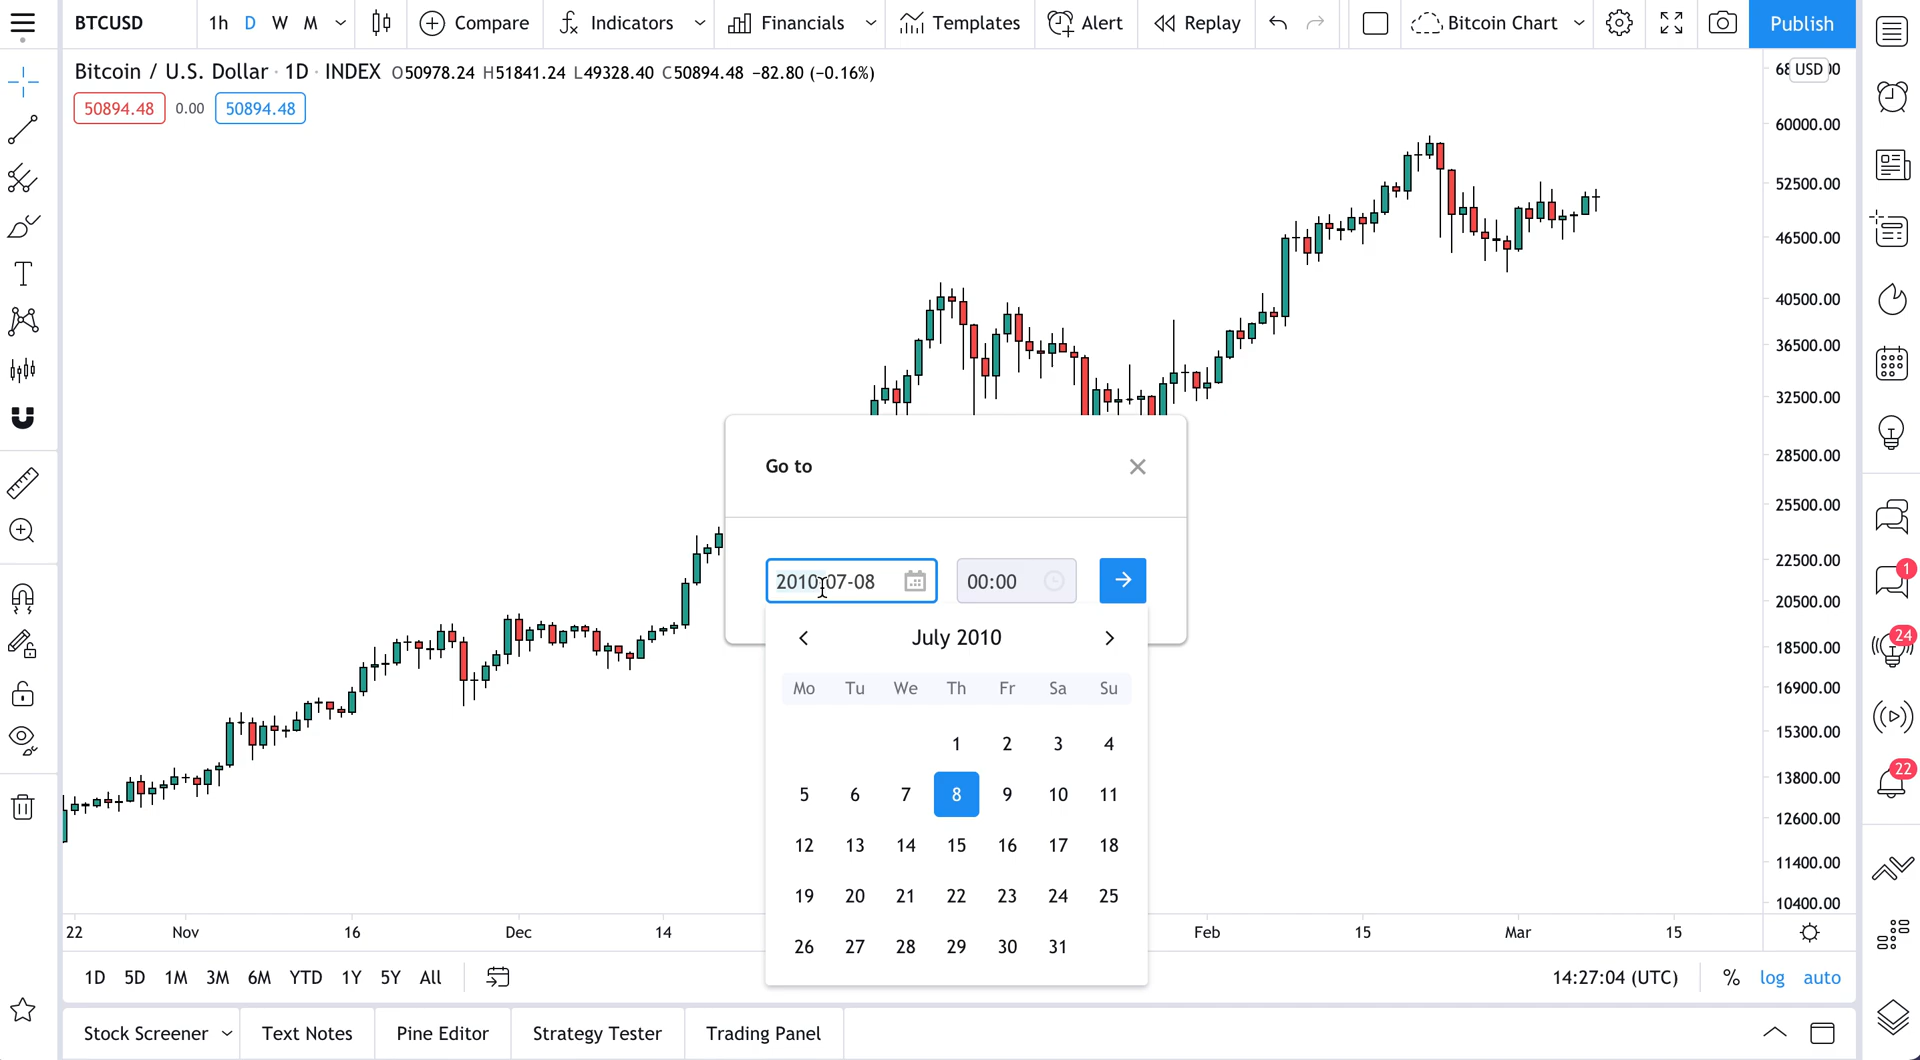 BTCUSD 1h D W M Compare Indicators Financials Templates Alert Replay Bitcoin Chart Publish
Bitcoin / U.S. Dollar · 1D · INDEX O50978.24 H51841.24 L49328.40 C50894.48 −82.80 (−0.16%)
USD
50894.48 0.00 50894.48
60000.00
52500.00
46500.00
40500.00
36500.00
32500.00
28500.00
25500.00
22500.00
20500.00
18500.00
16900.00
15300.00
13800.00
12600.00
11400.00
10400.00
Go to
2010-07-08 00:00
July 2010
Mo Tu We Th Fr Sa Su
1 2 3 4
5 6 7 8 9 10 11
12 13 14 15 16 17 18
19 20 21 22 23 24 25
26 27 28 29 30 31
22 Nov 16 Dec 14 Feb 15 Mar 15
1D 5D 1M 3M 6M YTD 1Y 5Y All 14:27:04 (UTC) % log auto
Stock Screener Text Notes Pine Editor Strategy Tester Trading Panel
1
24
22